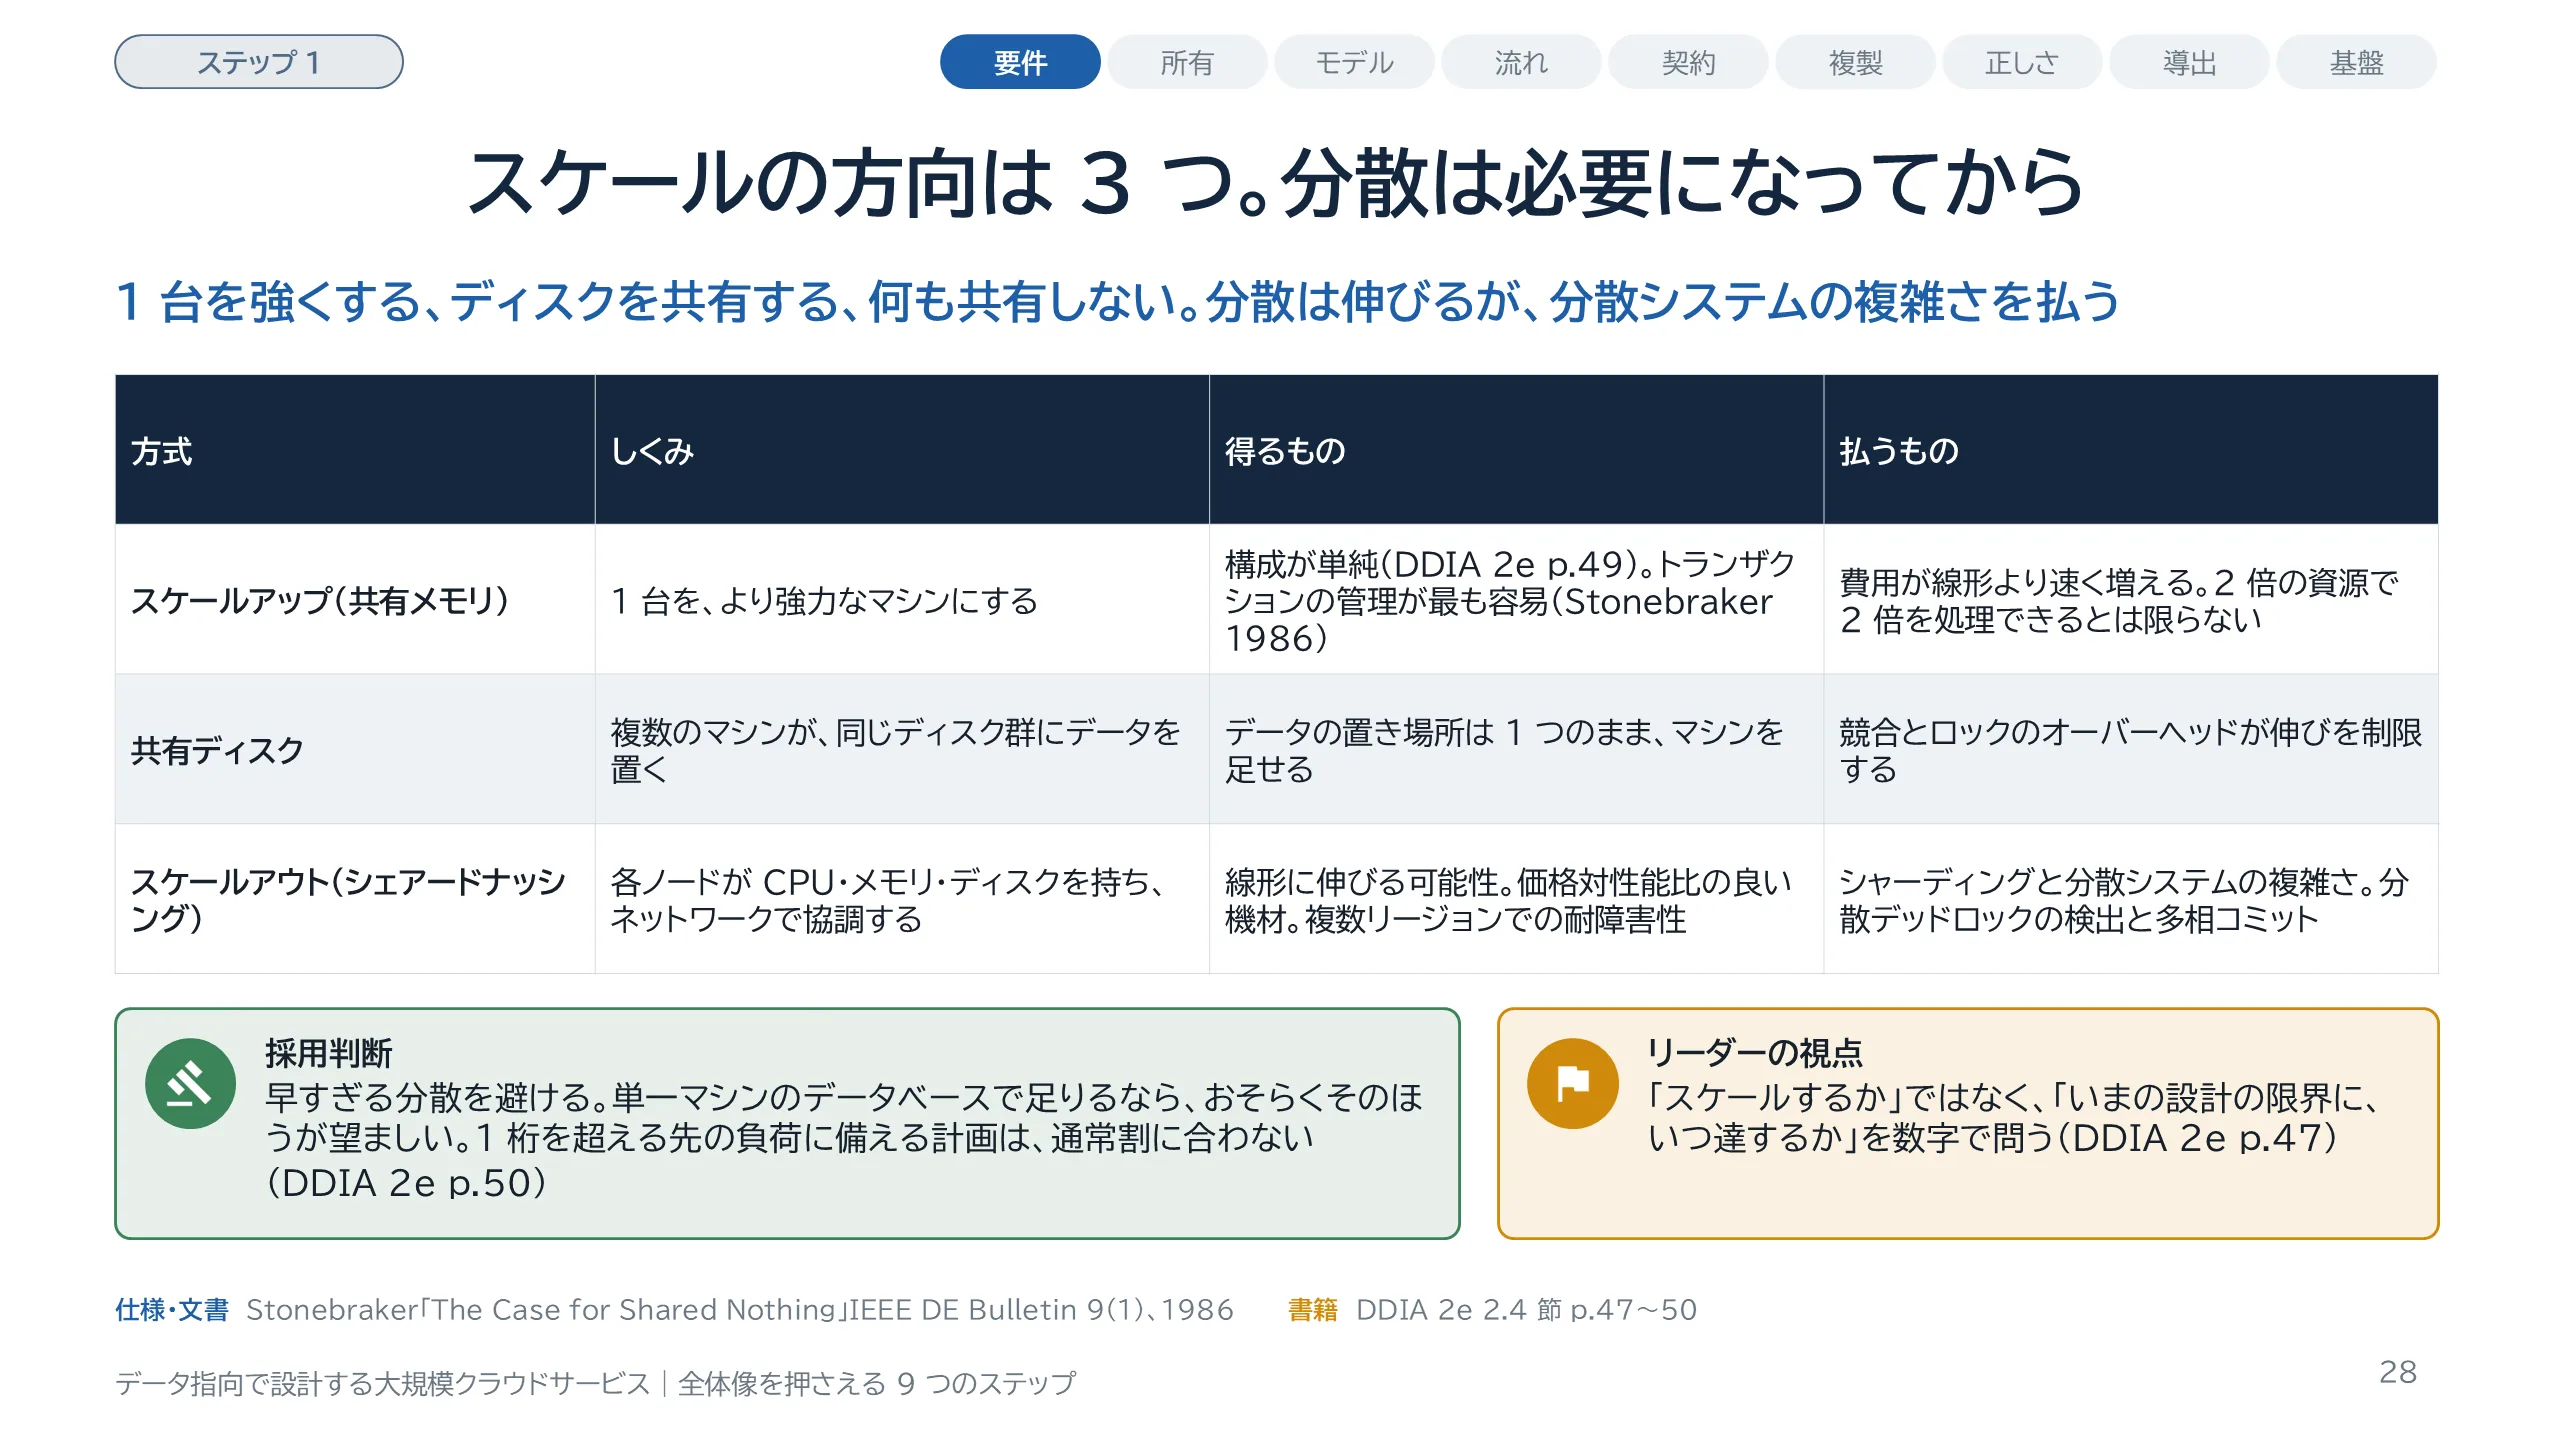 ステップ 1
要件
所有
モデル
流れ
契約
複製
正しさ
導出
基盤
スケールの方向は 3 つ。分散は必要になってから
1 台を強くする、ディスクを共有する、何も共有しない。分散は伸びるが、分散システムの複雑さを払う
方式
しくみ
得るもの
払うもの
スケールアップ（共有メモリ）
1 台を、より強力なマシンにする
構成が単純（DDIA 2e p.49）。トランザク
ションの管理が最も容易（Stonebraker
1986）
費用が線形より速く増える。2 倍の資源で
2 倍を処理できるとは限らない
共有ディスク
複数のマシンが、同じディスク群にデータを
置く
データの置き場所は 1 つのまま、マシンを
足せる
競合とロックのオーバーヘッドが伸びを制限
する
スケールアウト（シェアードナッシ
ング）
各ノードが CPU・メモリ・ディスクを持ち、
ネットワークで協調する
線形に伸びる可能性。価格対性能比の良い
機材。複数リージョンでの耐障害性
シャーディングと分散システムの複雑さ。分
散デッドロックの検出と多相コミット
採用判断
早すぎる分散を避ける。単一マシンのデータベースで足りるなら、おそらくそのほ
うが望ましい。1 桁を超える先の負荷に備える計画は、通常割に合わない
（DDIA 2e p.50）
リーダーの視点
「スケールするか」ではなく、「いまの設計の限界に、
いつ達するか」を数字で問う（DDIA 2e p.47）
仕様・文書 Stonebraker「The Case for Shared Nothing」IEEE DE Bulletin 9(1)、1986 書籍 DDIA 2e 2.4 節 p.47〜50
データ指向で設計する大規模クラウドサービス｜全体像を押さえる 9 つのステップ
28